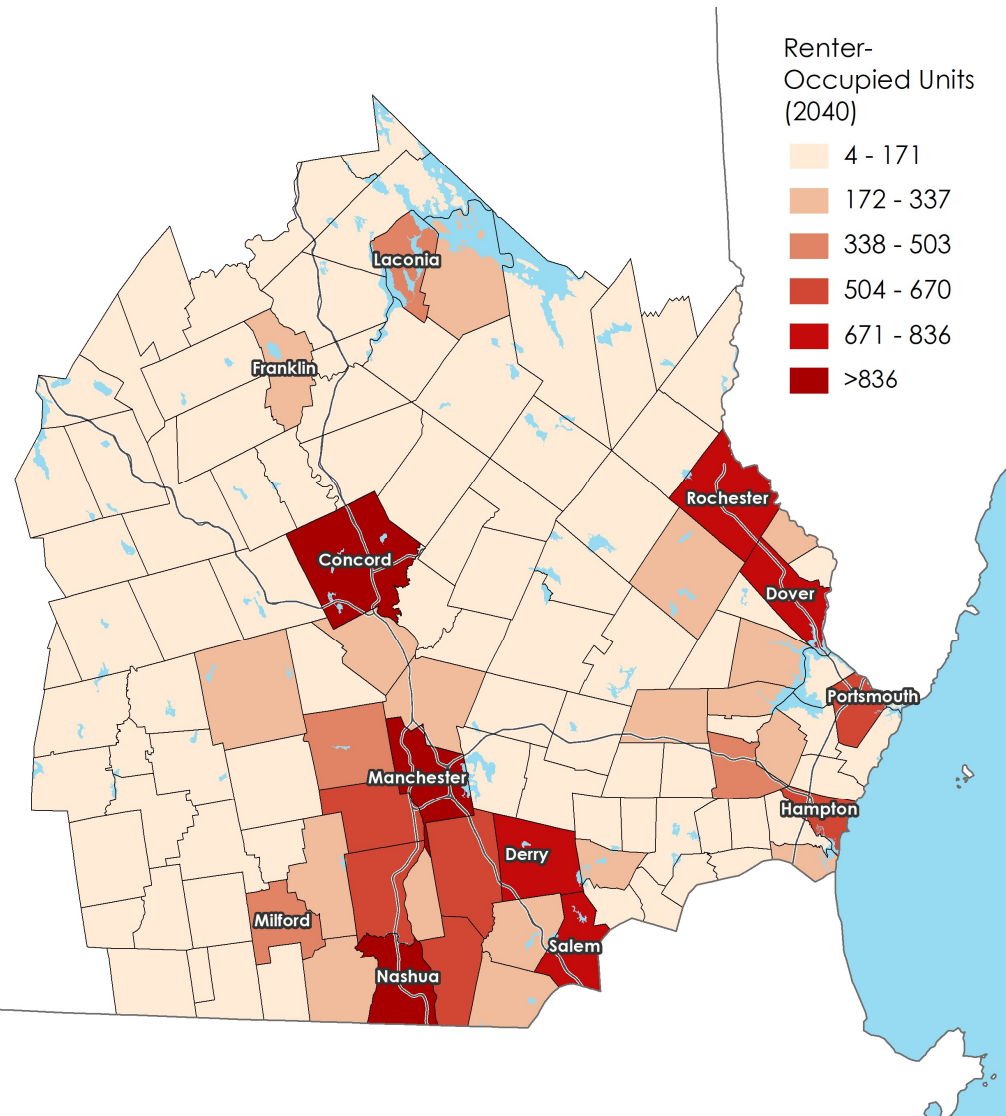 Renter-
Occupied Units
(2040)
4 - 171
172 - 337
338 - 503
504 - 670
671 - 836
>836
Laconia
Franklin
Rochester
Concord
Dover
Portsmouth
Manchester
Hampton
Derry
Milford
Salem
Nashua